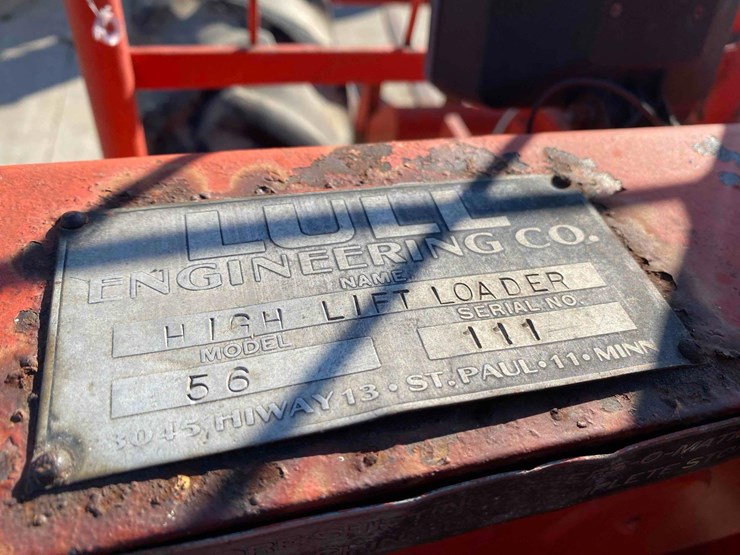 LULL
ENGINEERING CO.
NAME
HIGH LIFT LOADER
MODEL SERIAL NO.
56 111
3045 HIWAY 13 · ST. PAUL · 11 · MINN